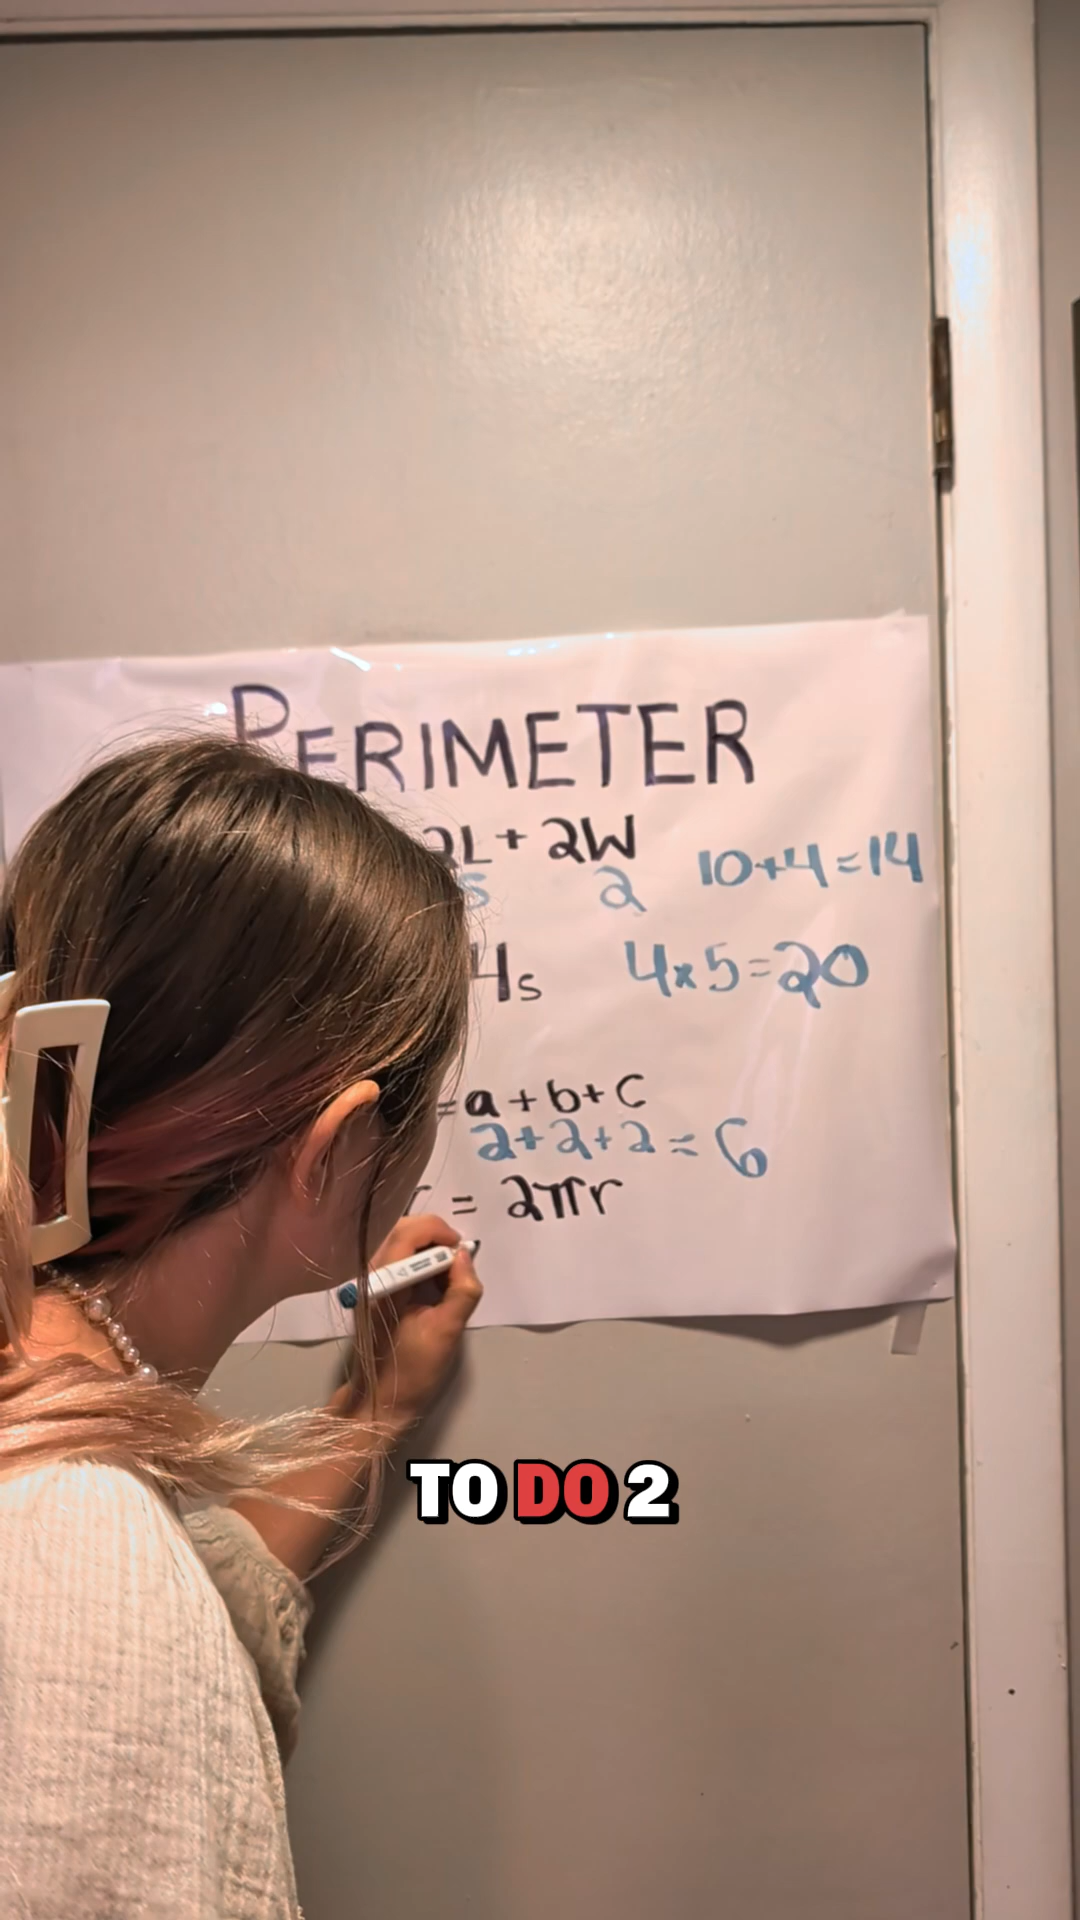 PERIMETER
2L + 2W
5 2 10+4=14
4s 4x5=20
=a+b+c
2+2+2=6
= 2πr
TO DO 2